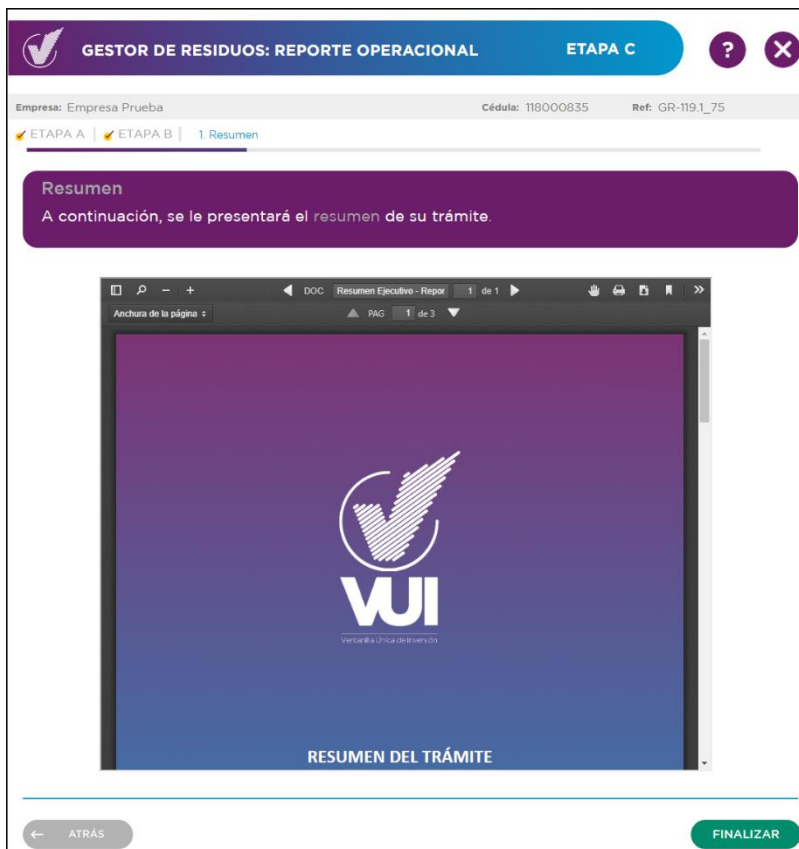 GESTOR DE RESIDUOS: REPORTE OPERACIONAL ETAPA C ?
Empresa: Empresa Prueba Cédula: 118000835 Ref: GR-119.1_75
ETAPA A | ETAPA B | 1. Resumen
Resumen
A continuación, se le presentará el resumen de su trámite.
DOC Resumen Ejecutivo - Repor 1 de 1
Anchura de la página PAG 1 de 3
VUI
Ventanilla Única de Inversión
RESUMEN DEL TRÁMITE
ATRÁS FINALIZAR